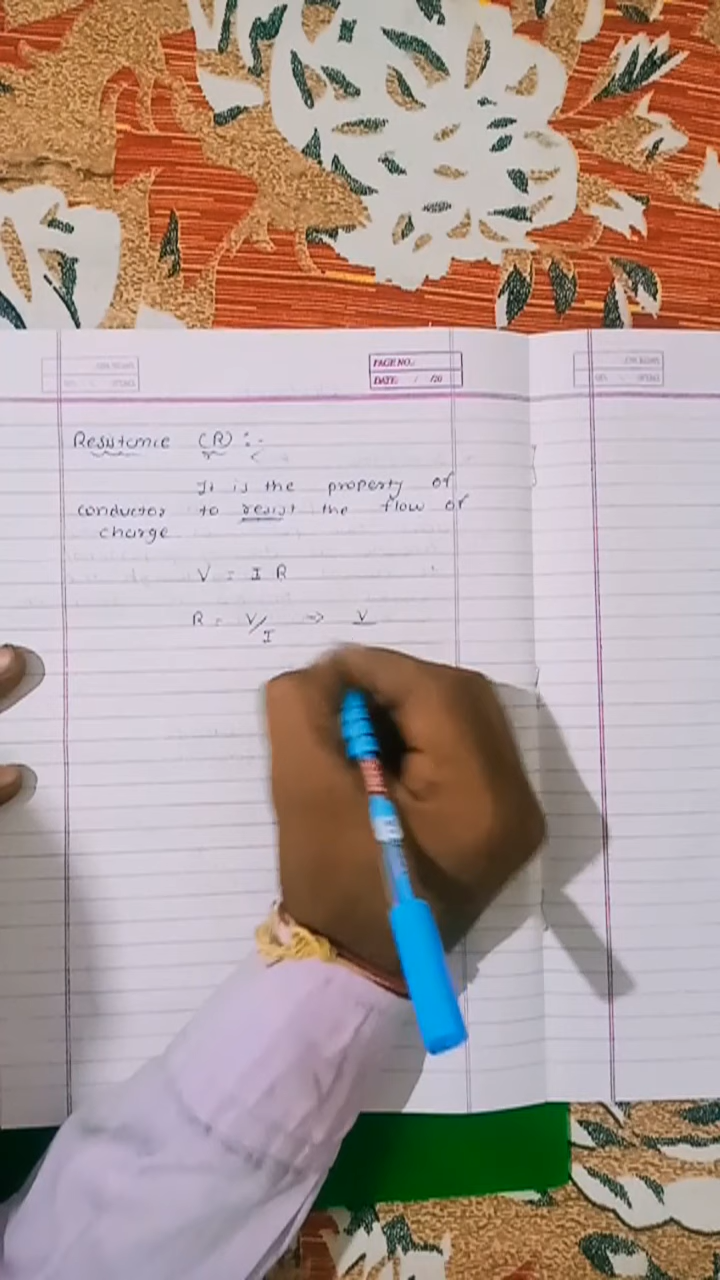 PAGE NO.:
DATE: / /20
Resistance (R) :-
It is the property of
conductor to resist the flow of
charge
V = I R
R = V/I => V